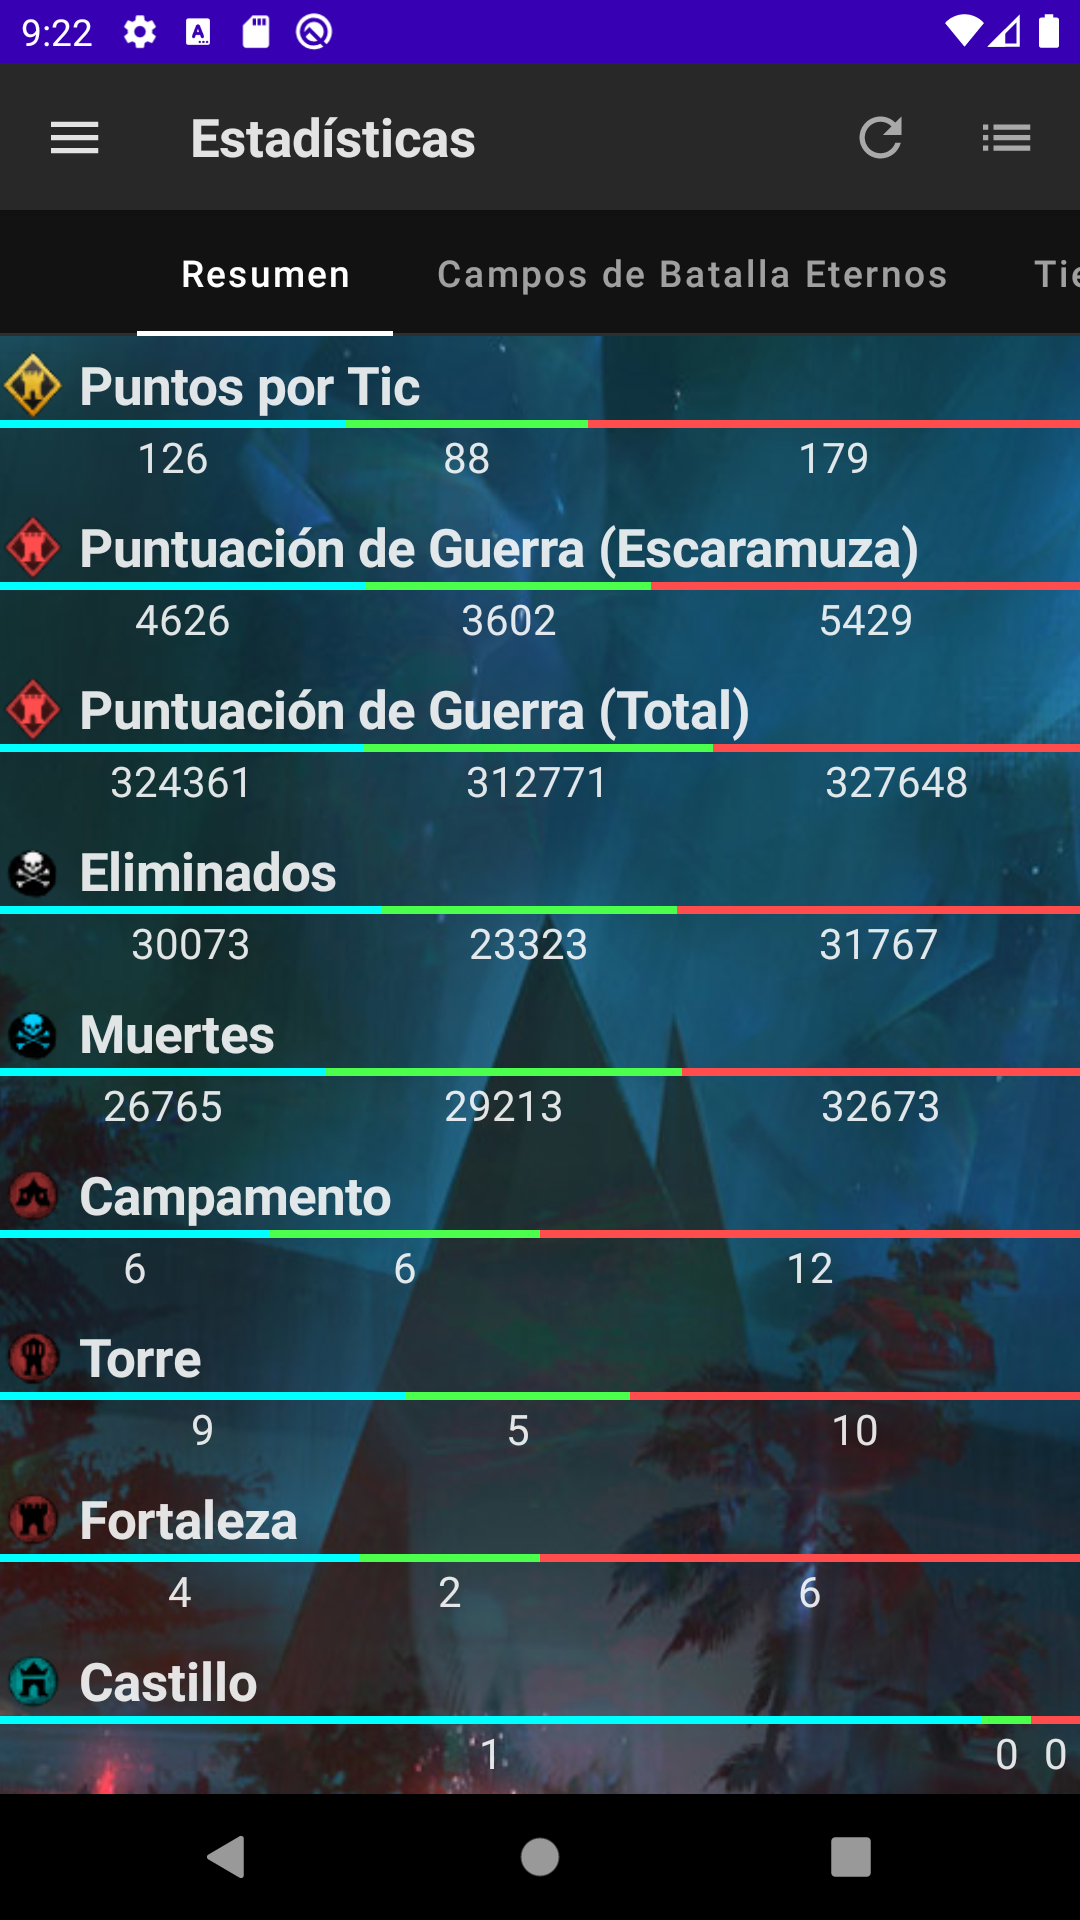 9:22
Estadísticas
Resumen Campos de Batalla Eternos Tie
Puntos por Tic
126 88 179
Puntuación de Guerra (Escaramuza)
4626 3602 5429
Puntuación de Guerra (Total)
324361 312771 327648
Eliminados
30073 23323 31767
Muertes
26765 29213 32673
Campamento
6 6 12
Torre
9 5 10
Fortaleza
4 2 6
Castillo
1 0 0